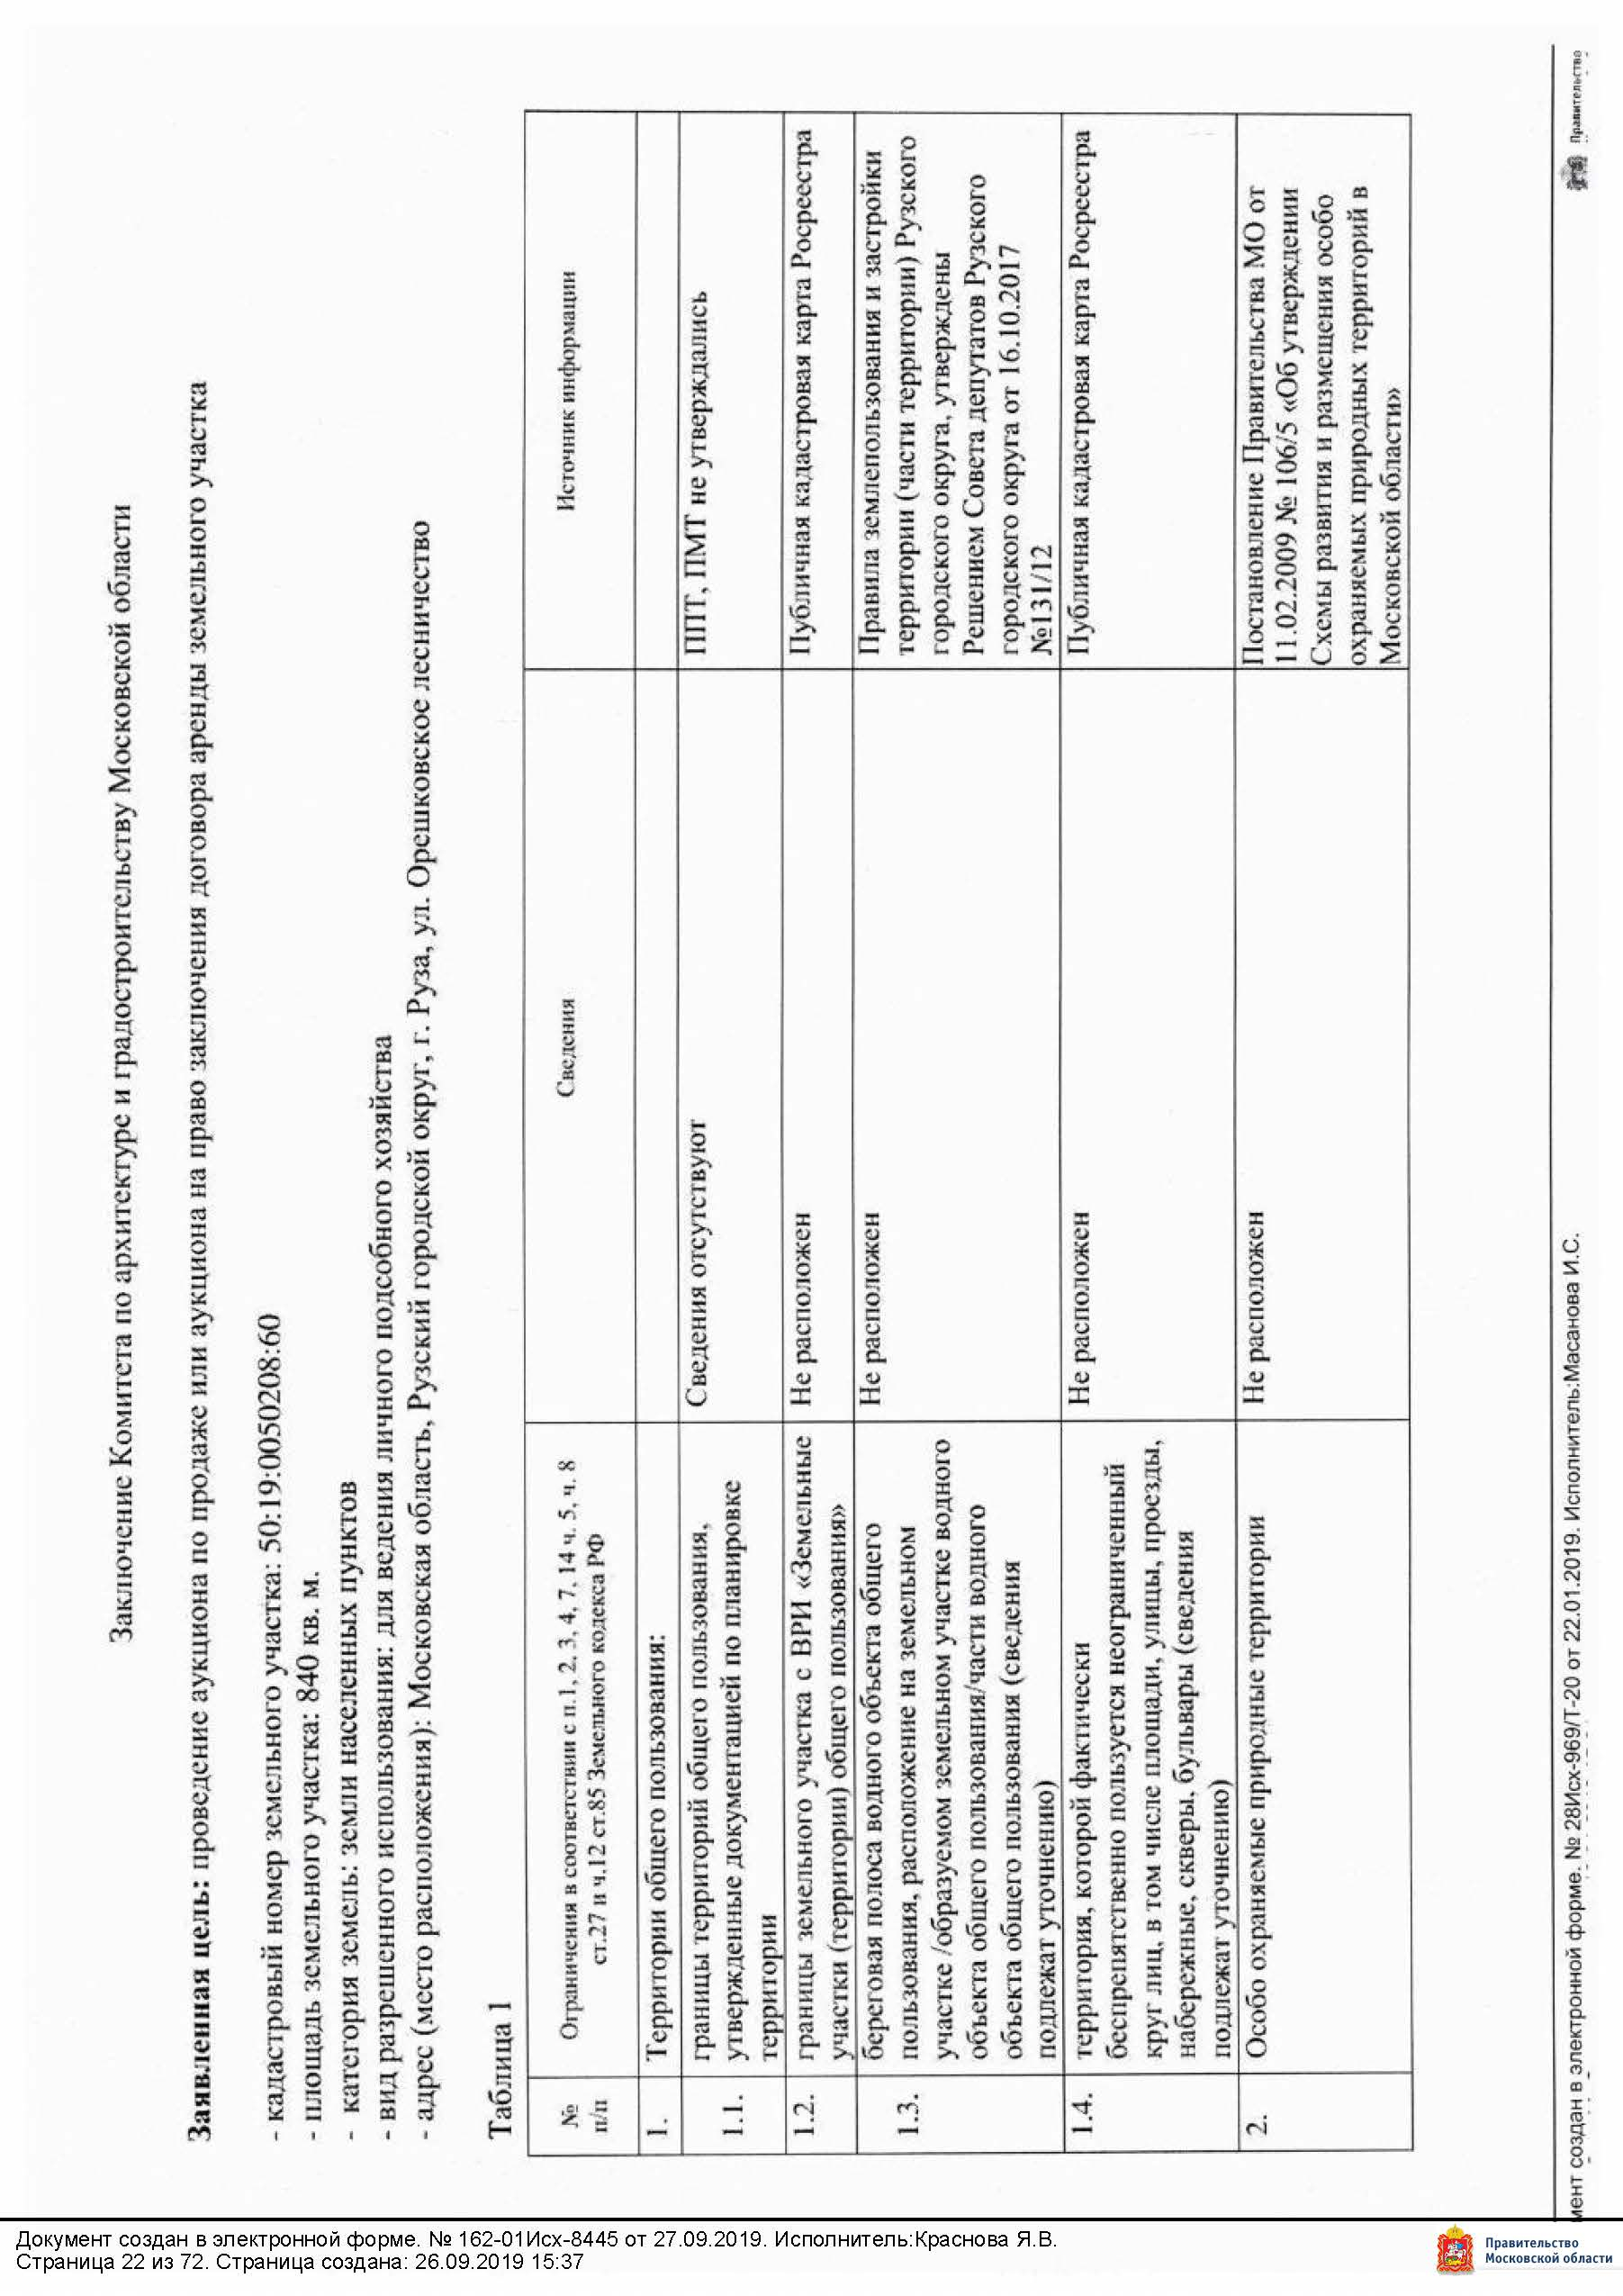 Заключение Комитета по архитектуре и градостроительству Московской области
Заявленная цель: проведение аукциона по продаже или аукциона на право заключения договора аренды земельного участка
- кадастровый номер земельного участка: 50:19:0050208:60
- площадь земельного участка: 840 кв. м.
- категория земель: земли населенных пунктов
- вид разрешенного использования: для ведения личного подсобного хозяйства
- адрес (место расположения): Московская область, Рузский городской округ, г. Руза, ул. Орешковское лесничество
Таблица 1
№
п/п
Ограничения в соответствии с п.1, 2, 3, 4, 7, 14 ч. 5, ч. 8
ст.27 и ч.12 ст.85 Земельного кодекса РФ
Сведения
Источник информации
1.
Территории общего пользования:
1.1.
границы территорий общего пользования,
утвержденные документацией по планировке
территории
Сведения отсутствуют
ППТ, ПМТ не утверждались
1.2.
границы земельного участка с ВРИ «Земельные
участки (территории) общего пользования»
Не расположен
Публичная кадастровая карта Росреестра
1.3.
береговая полоса водного объекта общего
пользования, расположение на земельном
участке /образуемом земельном участке водного
объекта общего пользования/части водного
объекта общего пользования (сведения
подлежат уточнению)
Не расположен
Правила землепользования и застройки
территории (части территории) Рузского
городского округа, утверждены
Решением Совета депутатов Рузского
городского округа от 16.10.2017
№131/12
1.4.
территория, которой фактически
беспрепятственно пользуется неограниченный
круг лиц, в том числе площади, улицы, проезды,
набережные, скверы, бульвары (сведения
подлежат уточнению)
Не расположен
Публичная кадастровая карта Росреестра
2.
Особо охраняемые природные территории
Не расположен
Постановление Правительства МО от
11.02.2009 № 106/5 «Об утверждении
Схемы развития и размещения особо
охраняемых природных территорий в
Московской области»
мент создан в электронной форме. № 28Исх-969/Т-20 от 22.01.2019. Исполнитель:Масанова И.С.
Правительство
Документ создан в электронной форме. № 162-01Исх-8445 от 27.09.2019. Исполнитель:Краснова Я.В.
Страница 22 из 72. Страница создана: 26.09.2019 15:37
Правительство
Московской области